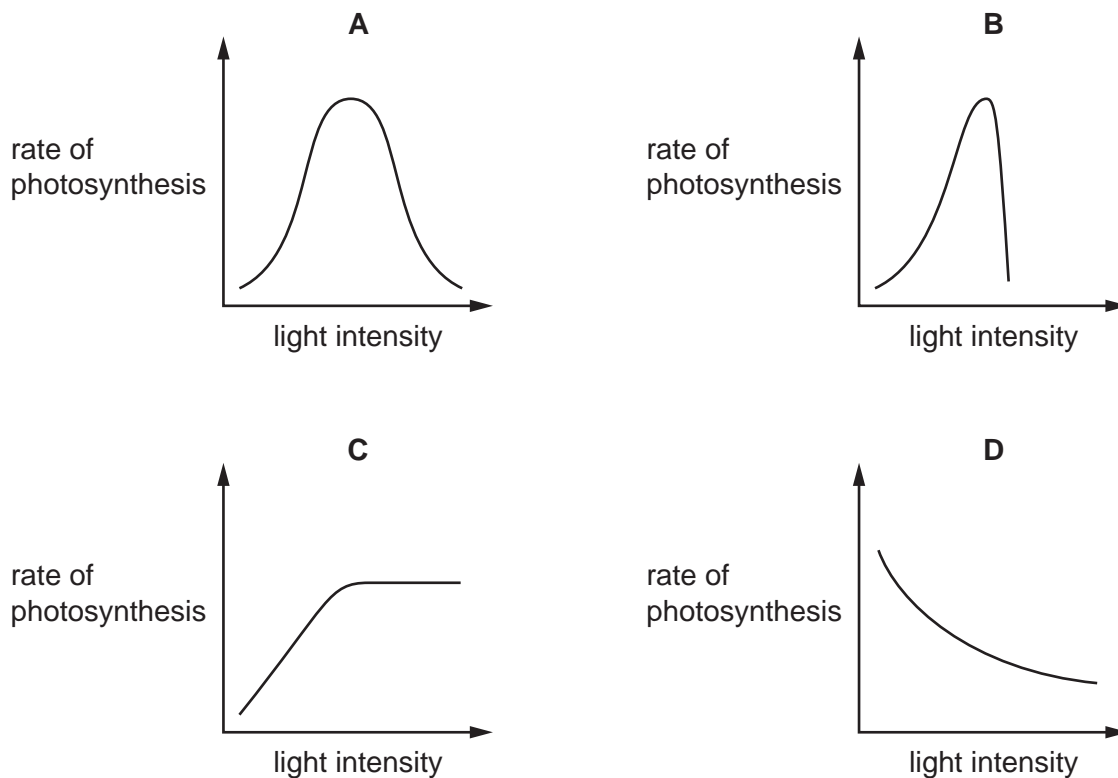 A
rate of
photosynthesis
light intensity
B
rate of
photosynthesis
light intensity
C
rate of
photosynthesis
light intensity
D
rate of
photosynthesis
light intensity